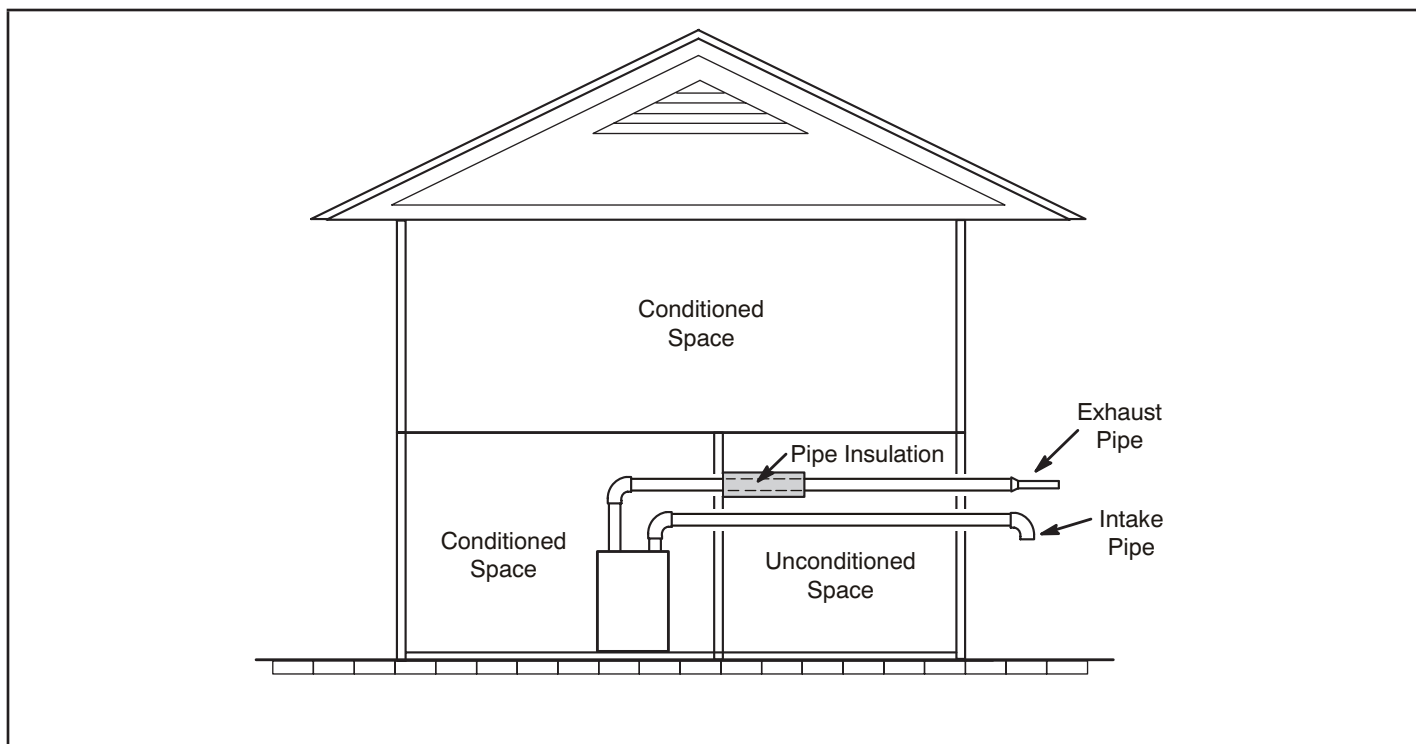 Conditioned
Space
Exhaust
Pipe
Pipe Insulation
Intake
Pipe
Conditioned
Space
Unconditioned
Space